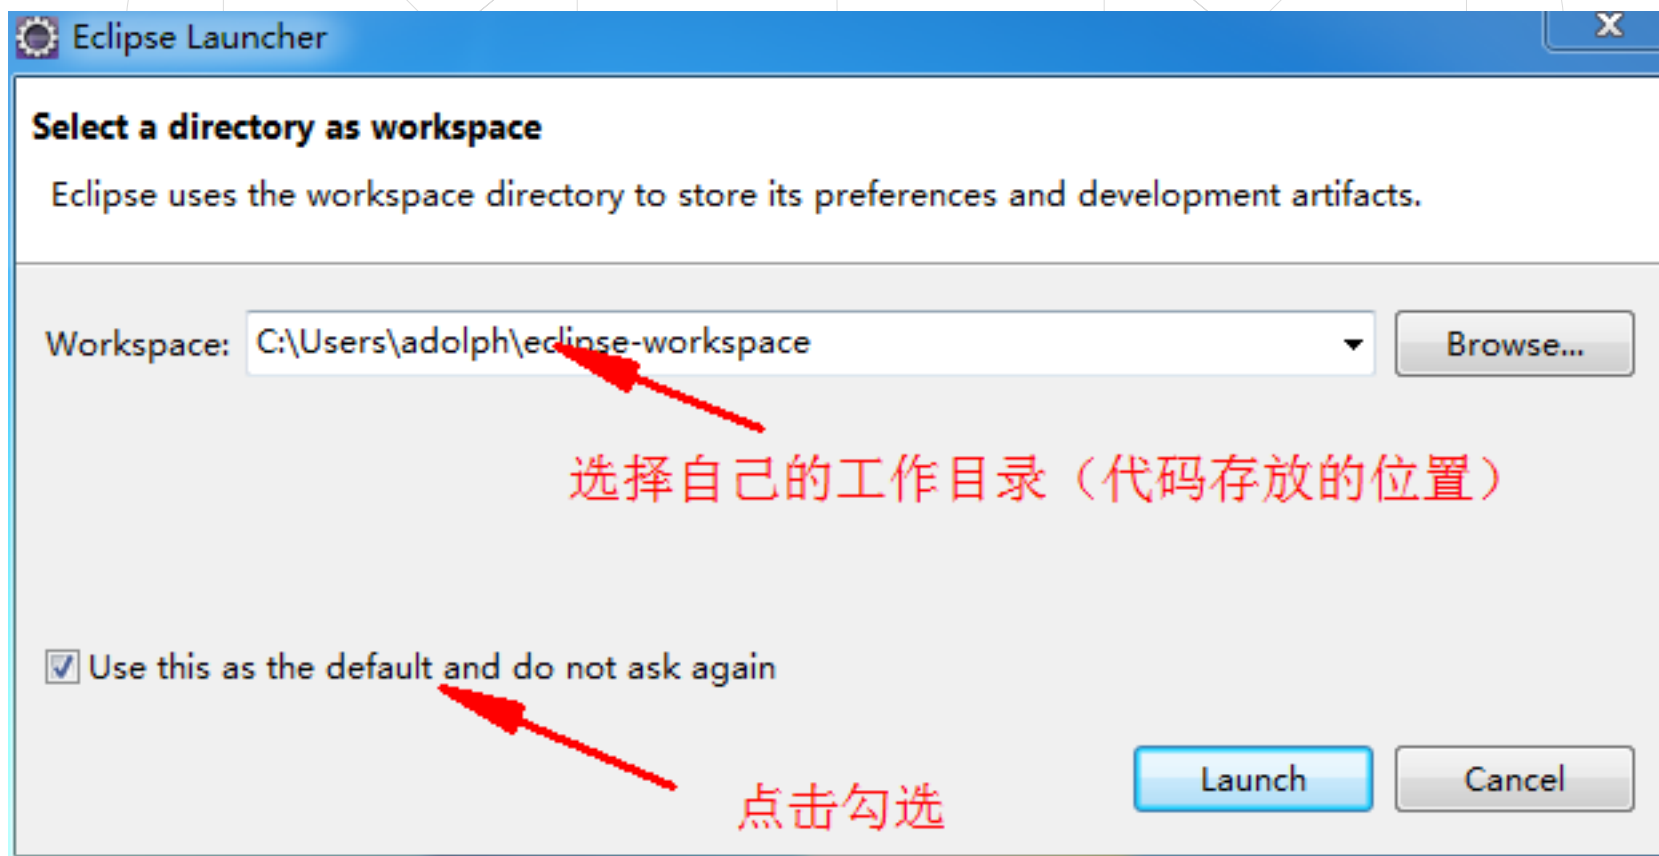 Eclipse Launcher
Select a directory as workspace
Eclipse uses the workspace directory to store its preferences and development artifacts.
Workspace: C:\Users\adolph\eclipse-workspace Browse...
选择自己的工作目录（代码存放的位置）
Use this as the default and do not ask again
Launch Cancel
点击勾选